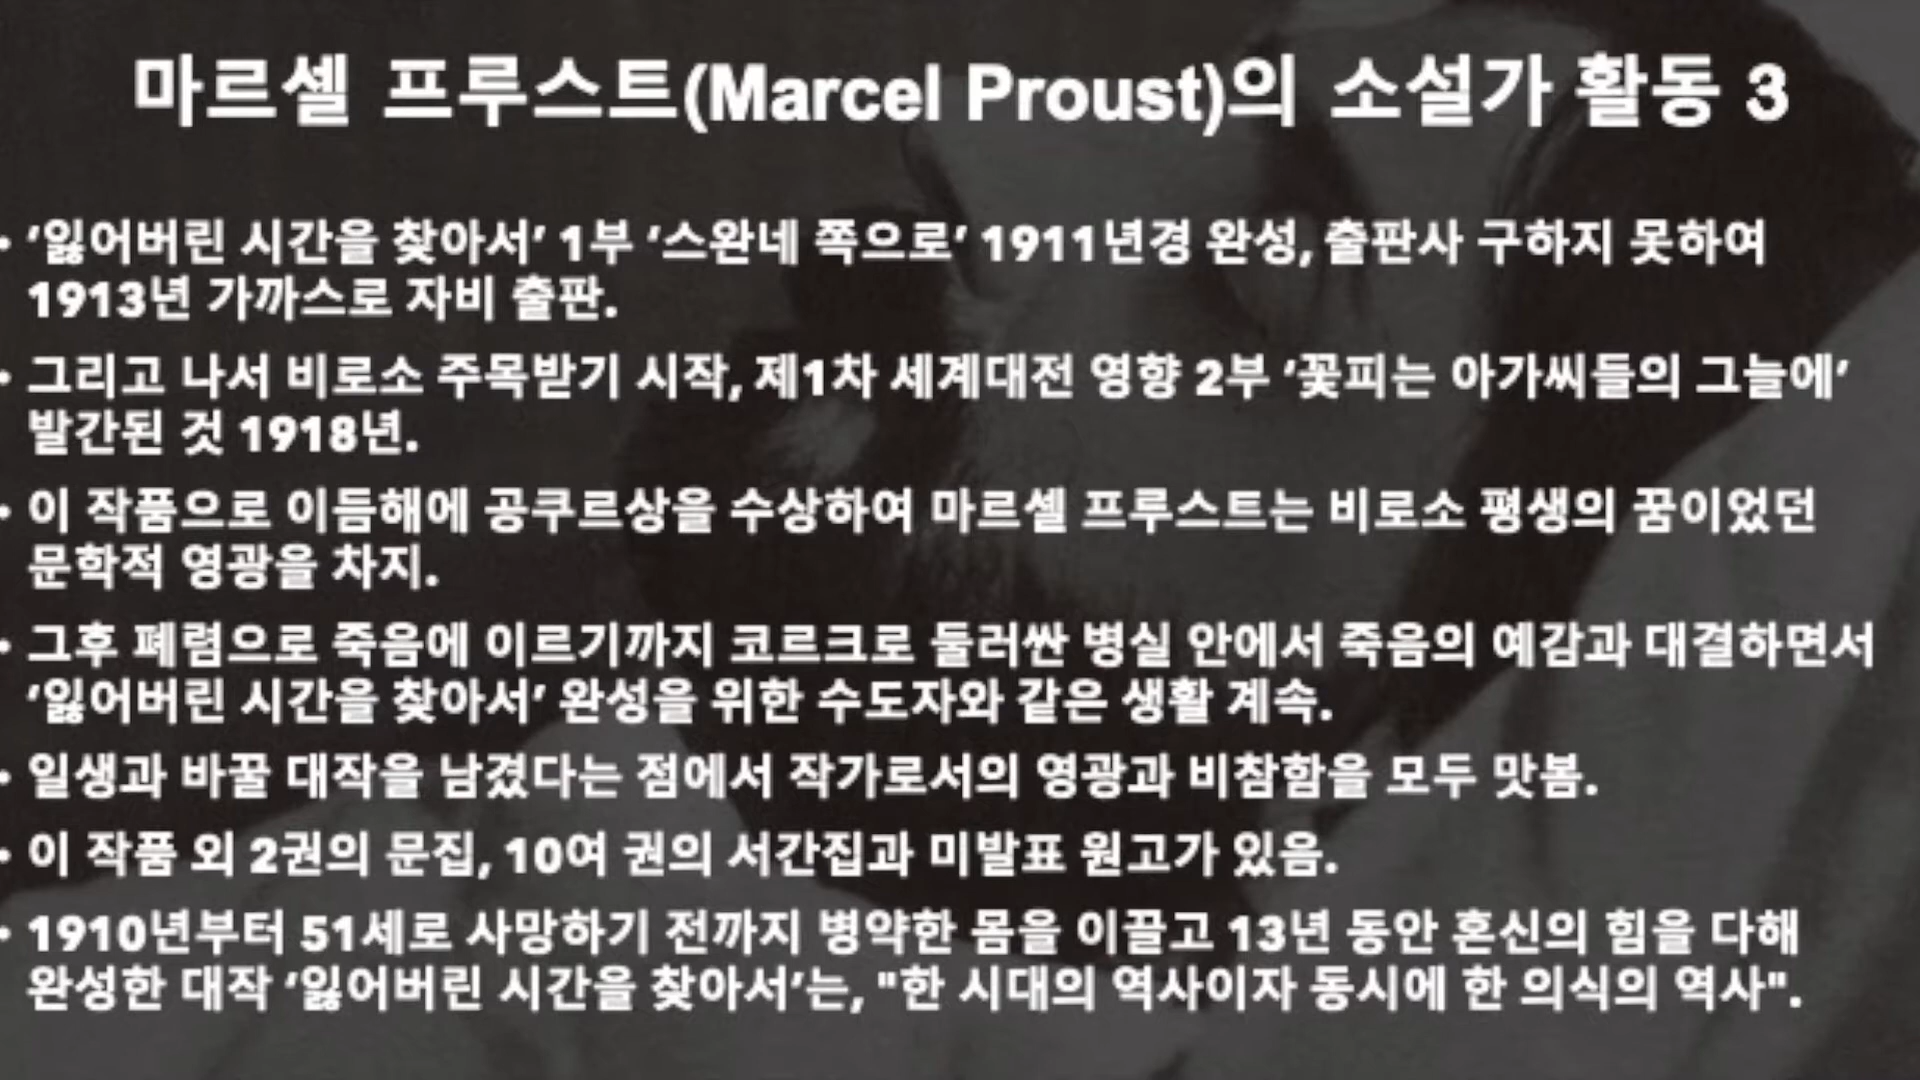 마르셀 프루스트(Marcel Proust)의 소설가 활동 3
• '잃어버린 시간을 찾아서' 1부 '스완네 쪽으로' 1911년경 완성, 출판사 구하지 못하여
1913년 가까스로 자비 출판.
• 그리고 나서 비로소 주목받기 시작, 제1차 세계대전 영향 2부 '꽃피는 아가씨들의 그늘에'
발간된 것 1918년.
• 이 작품으로 이듬해에 공쿠르상을 수상하여 마르셀 프루스트는 비로소 평생의 꿈이었던
문학적 영광을 차지.
• 그후 폐렴으로 죽음에 이르기까지 코르크로 둘러싼 병실 안에서 죽음의 예감과 대결하면서
'잃어버린 시간을 찾아서' 완성을 위한 수도자와 같은 생활 계속.
• 일생과 바꿀 대작을 남겼다는 점에서 작가로서의 영광과 비참함을 모두 맛봄.
• 이 작품 외 2권의 문집, 10여 권의 서간집과 미발표 원고가 있음.
• 1910년부터 51세로 사망하기 전까지 병약한 몸을 이끌고 13년 동안 혼신의 힘을 다해
완성한 대작 '잃어버린 시간을 찾아서'는, "한 시대의 역사이자 동시에 한 의식의 역사".